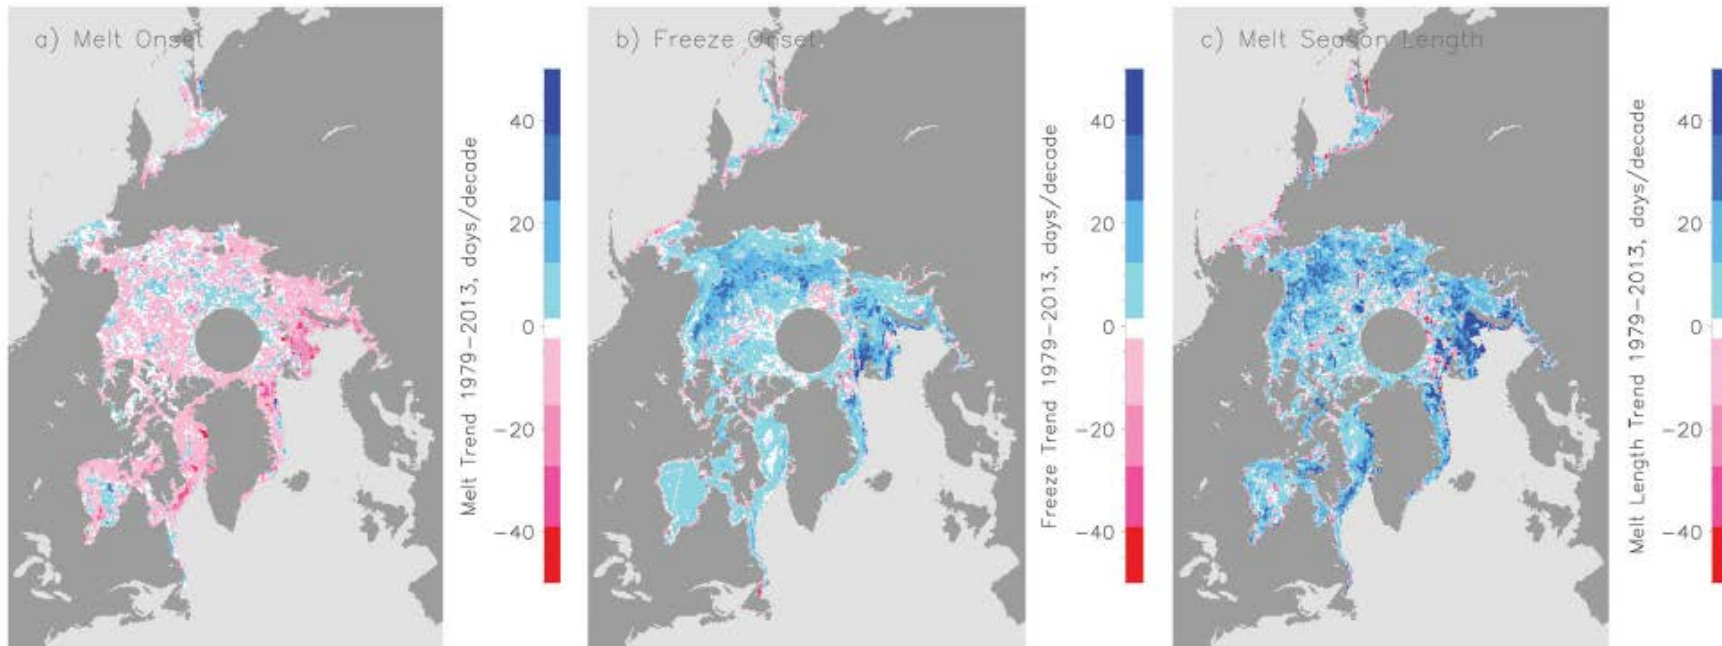 a) Melt Onset
40
20
0
-20
-40
Melt Trend 1979-2013, days/decade
b) Freeze Onset
40
20
0
-20
-40
Freeze Trend 1979-2013, days/decade
c) Melt Season Length
40
20
0
-20
-40
Melt Length Trend 1979-2013, days/decade